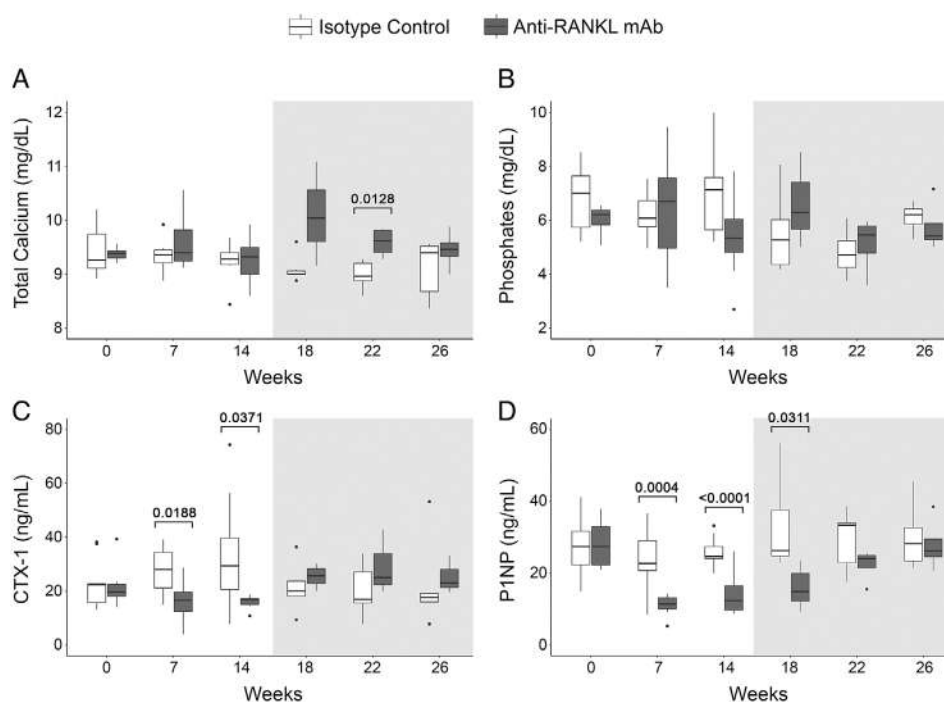 Isotype Control Anti-RANKL mAb
A
Total Calcium (mg/dL)
12
11
10
9
8
0.0128
0 7 14 18 22 26
Weeks
B
Phosphates (mg/dL)
10
8
6
4
2
0 7 14 18 22 26
Weeks
C
CTX-1 (ng/mL)
80
60
40
20
0
0.0188
0.0371
0 7 14 18 22 26
Weeks
D
P1NP (ng/mL)
60
40
20
0
0.0004
<0.0001
0.0311
0 7 14 18 22 26
Weeks